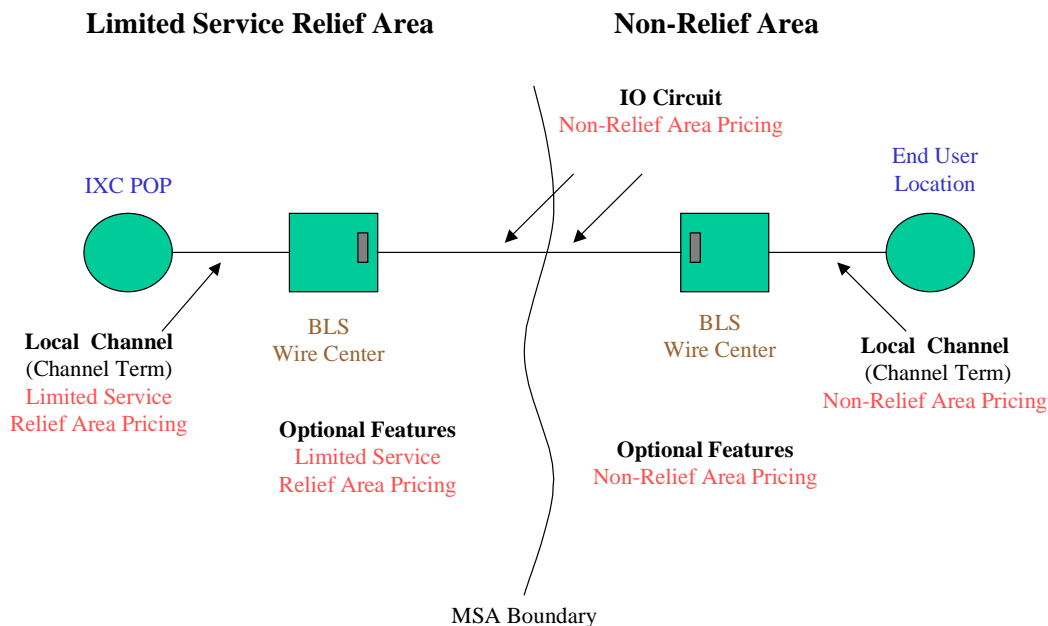 Limited Service Relief Area
Non-Relief Area
IO Circuit
Non-Relief Area Pricing
IXC POP
End User
Location
BLS
Wire Center
BLS
Wire Center
Local Channel
(Channel Term)
Limited Service
Relief Area Pricing
Local Channel
(Channel Term)
Non-Relief Area Pricing
Optional Features
Limited Service
Relief Area Pricing
Optional Features
Non-Relief Area Pricing
MSA Boundary